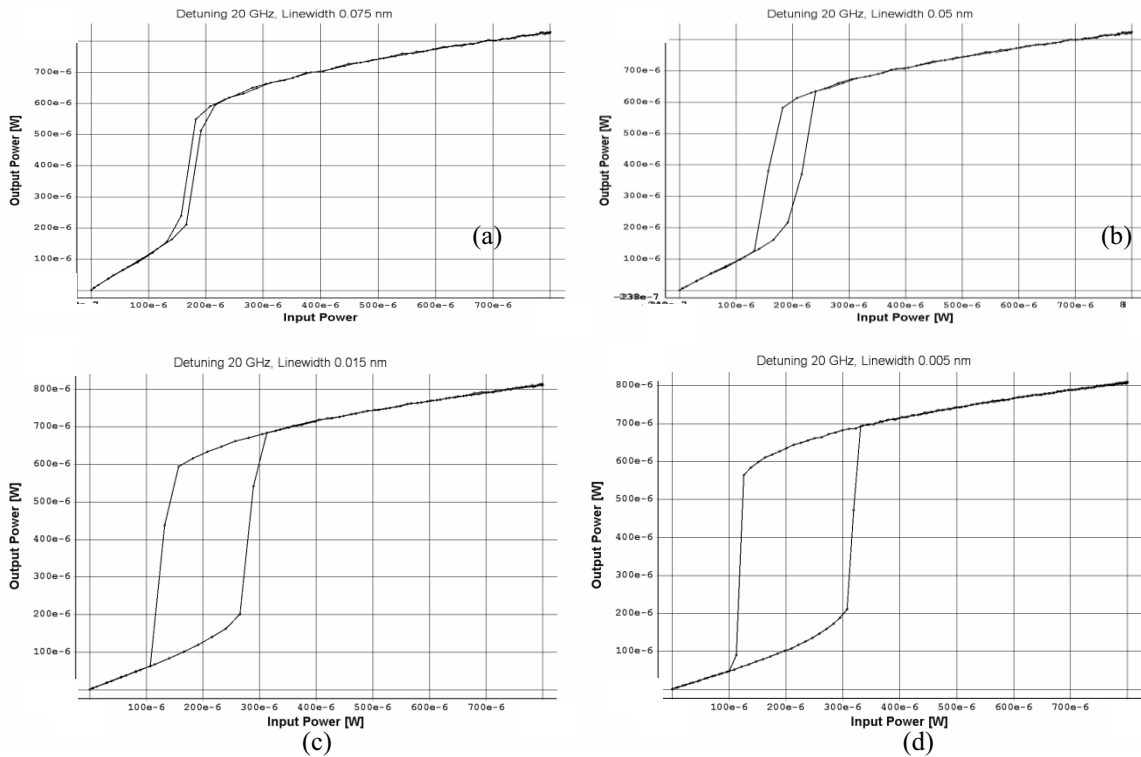 Detuning 20 GHz, Linewidth 0.075 nm
Output Power [W]
700e-6
600e-6
500e-6
400e-6
300e-6
200e-6
100e-6
100e-6 200e-6 300e-6 400e-6 500e-6 600e-6 700e-6
Input Power
(a)
Detuning 20 GHz, Linewidth 0.05 nm
Output Power [W]
700e-6
600e-6
500e-6
400e-6
300e-6
200e-6
100e-6
100e-6 200e-6 300e-6 400e-6 500e-6 600e-6 700e-6
Input Power [W]
(b)
Detuning 20 GHz, Linewidth 0.015 nm
Output Power [W]
800e-6
700e-6
600e-6
500e-6
400e-6
300e-6
200e-6
100e-6
100e-6 200e-6 300e-6 400e-6 500e-6 600e-6 700e-6
Input Power [W]
(c)
Detuning 20 GHz, Linewidth 0.005 nm
Output Power [W]
800e-6
700e-6
600e-6
500e-6
400e-6
300e-6
200e-6
100e-6
100e-6 200e-6 300e-6 400e-6 500e-6 600e-6 700e-6
Input Power [W]
(d)